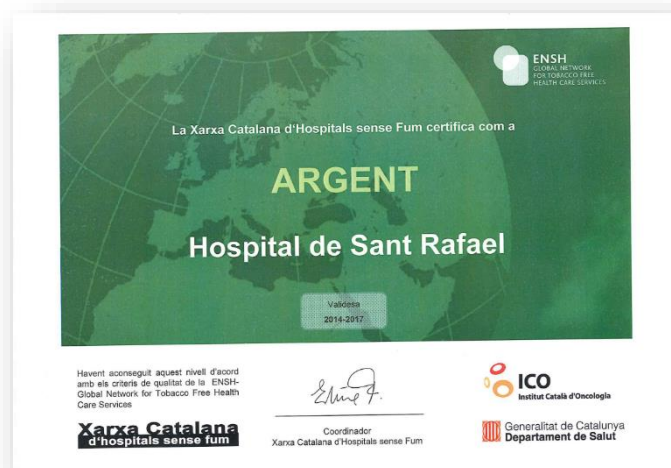 ENSH
GLOBAL NETWORK
FOR TOBACCO FREE
HEALTH CARE SERVICES
La Xarxa Catalana d'Hospitals sense Fum certifica com a
ARGENT
Hospital de Sant Rafael
Validesa
2014-2017
Havent aconseguit aquest nivell d'acord
amb els criteris de qualitat de la ENSH-
Global Network for Tobacco Free Health
Care Services
Xarxa Catalana
d'hospitals sense fum
Coordinador
Xarxa Catalana d'Hospitals sense Fum
ICO
Institut Català d'Oncologia
Generalitat de Catalunya
Departament de Salut